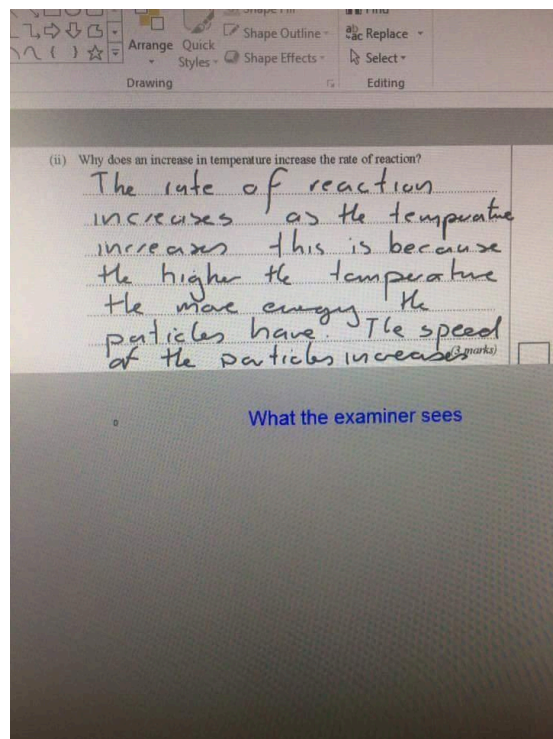 Shape Fill
Find
Shape Outline
Replace
Arrange
Quick
Styles
Shape Effects
Select
Drawing
Editing
(ii) Why does an increase in temperature increase the rate of reaction?
The rate of reaction
increases as the temperature
increases this is because
the higher the temperature
the more energy the
particles have. The speed
of the particles increases
(3 marks)
What the examiner sees